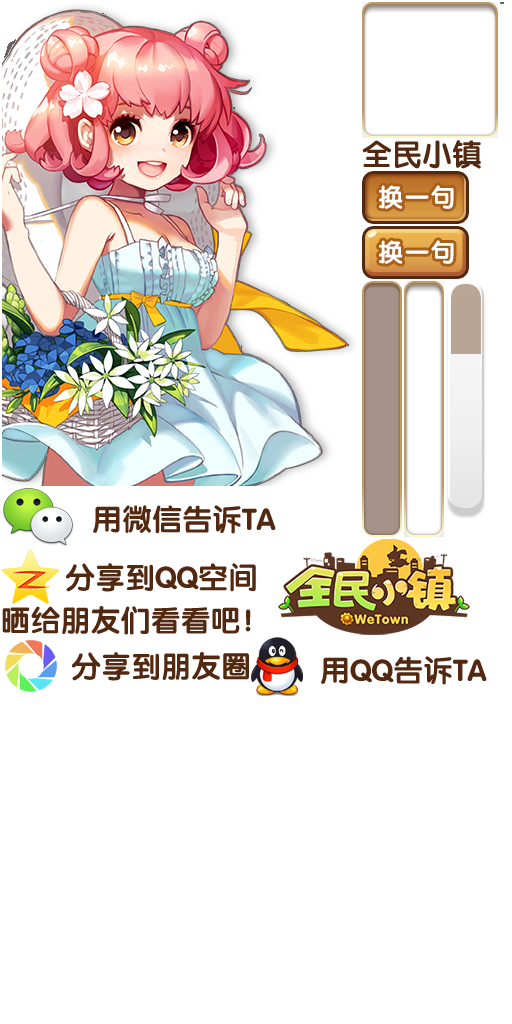 全民小镇
换一句
换一句
用微信告诉TA
分享到QQ空间
晒给朋友们看看吧!
全民小镇
WeTown
分享到朋友圈
用QQ告诉TA